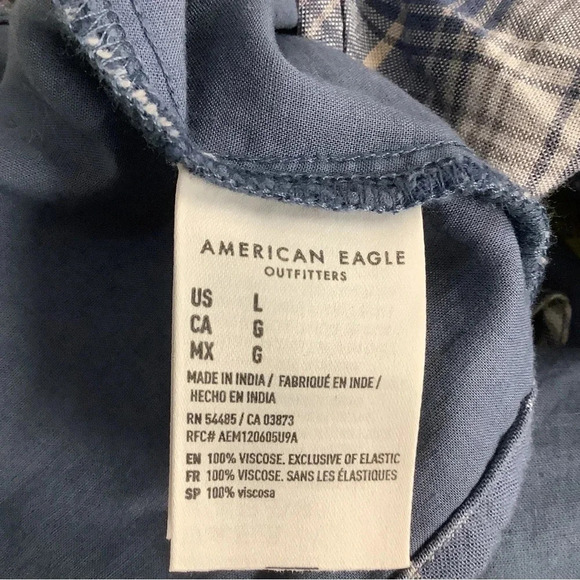 AMERICAN EAGLE
OUTFITTERS
US L
CA G
MX G
MADE IN INDIA / FABRIQUÉ EN INDE /
HECHO EN INDIA
RN 54485 / CA 03873
RFC# AEM120605U9A
EN 100% VISCOSE. EXCLUSIVE OF ELASTIC
FR 100% VISCOSE. SANS LES ÉLASTIQUES
SP 100% viscosa